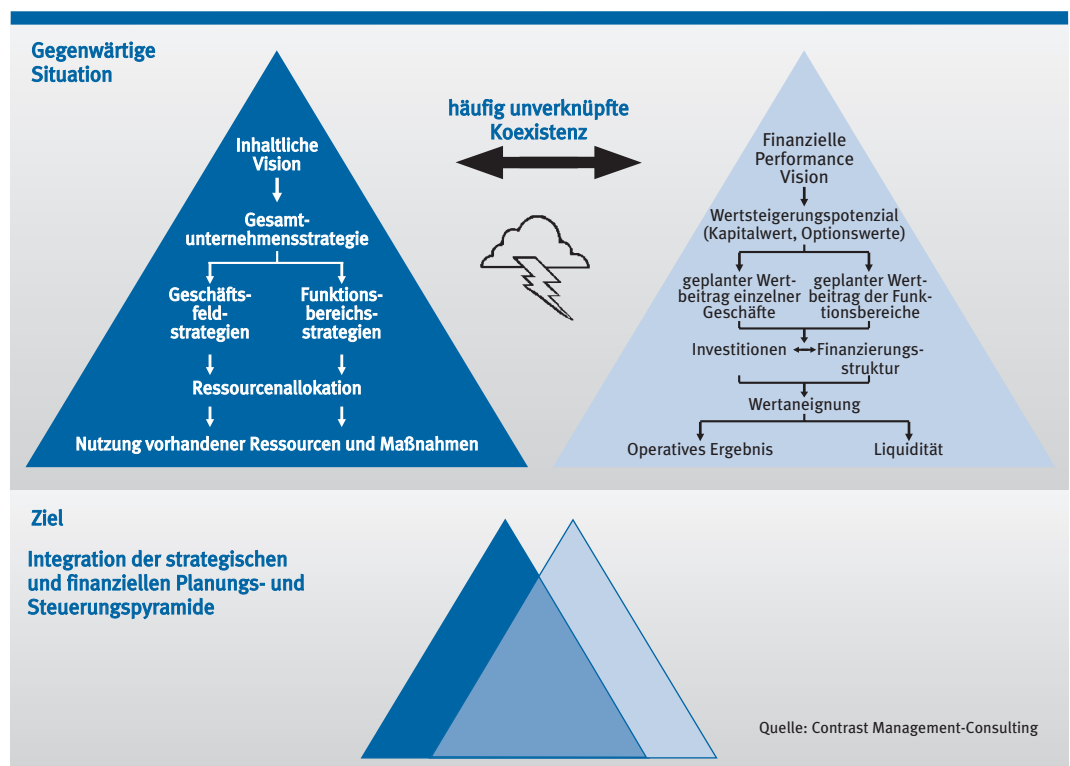 Gegenwärtige
Situation
häufig unverknüpfte
Koexistenz
Inhaltliche
Vision
Gesamt-
unternehmensstrategie
Geschäfts-
feld-
strategien
Funktions-
bereichs-
strategien
Ressourcenallokation
Nutzung vorhandener Ressourcen und Maßnahmen
Finanzielle
Performance
Vision
Wertsteigerungspotenzial
(Kapitalwert, Optionswerte)
geplanter Wert-
beitrag einzelner
Geschäfte
geplanter Wert-
beitrag der Funk-
tionsbereiche
Investitionen
Finanzierungs-
struktur
Wertaneignung
Operatives Ergebnis
Liquidität
Ziel
Integration der strategischen
und finanziellen Planungs- und
Steuerungspyramide
Quelle: Contrast Management-Consulting